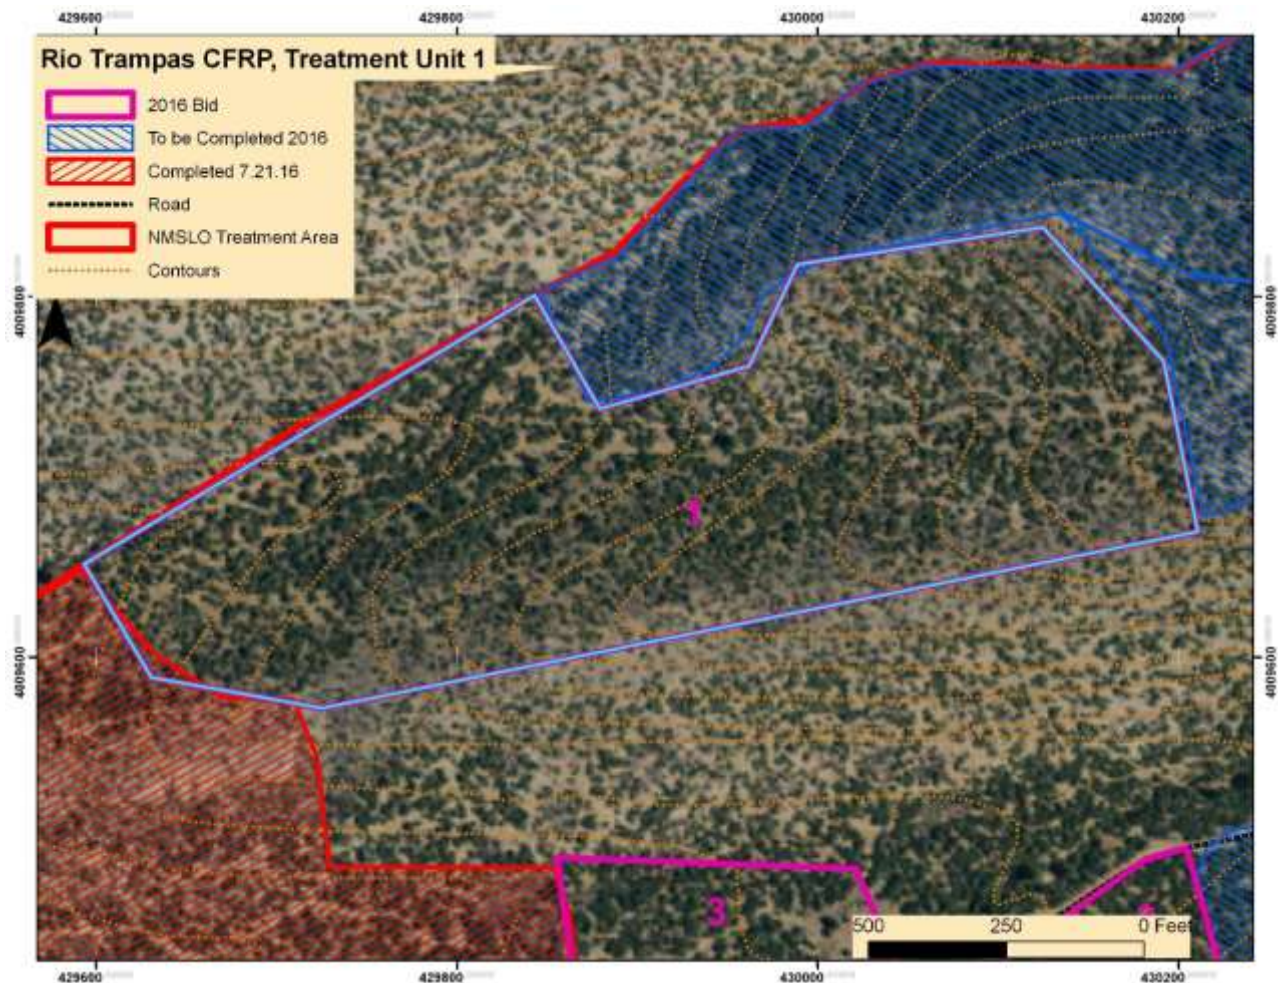 429600 429800 430000 430200
Rio Trampas CFRP, Treatment Unit 1
2016 Bid
To be Completed 2016
Completed 7.21.16
Road
NMSLO Treatment Area
Contours
4009800 4009800
1
4009600 4009600
3
500 250 0 Feet
429600 429800 430000 430200